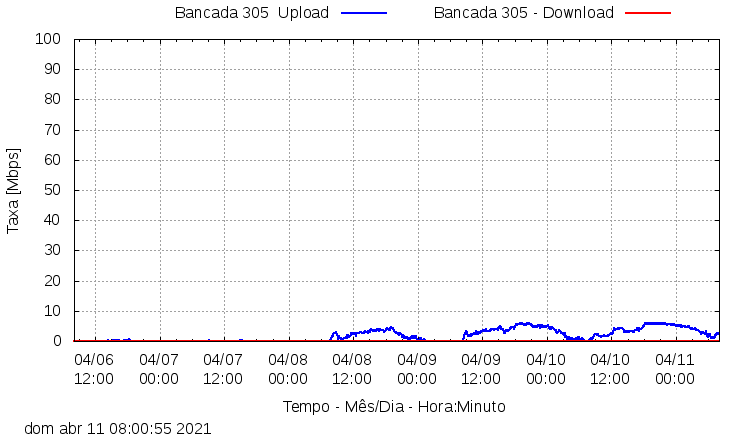 Bancada 305  Upload
Bancada 305 - Download
100
90
80
70
60
50
40
30
20
10
0
Taxa [Mbps]
04/06 04/07 04/07 04/08 04/08 04/09 04/09 04/10 04/10 04/11
12:00 00:00 12:00 00:00 12:00 00:00 12:00 00:00 12:00 00:00
Tempo - Mês/Dia - Hora:Minuto
dom abr 11 08:00:55 2021